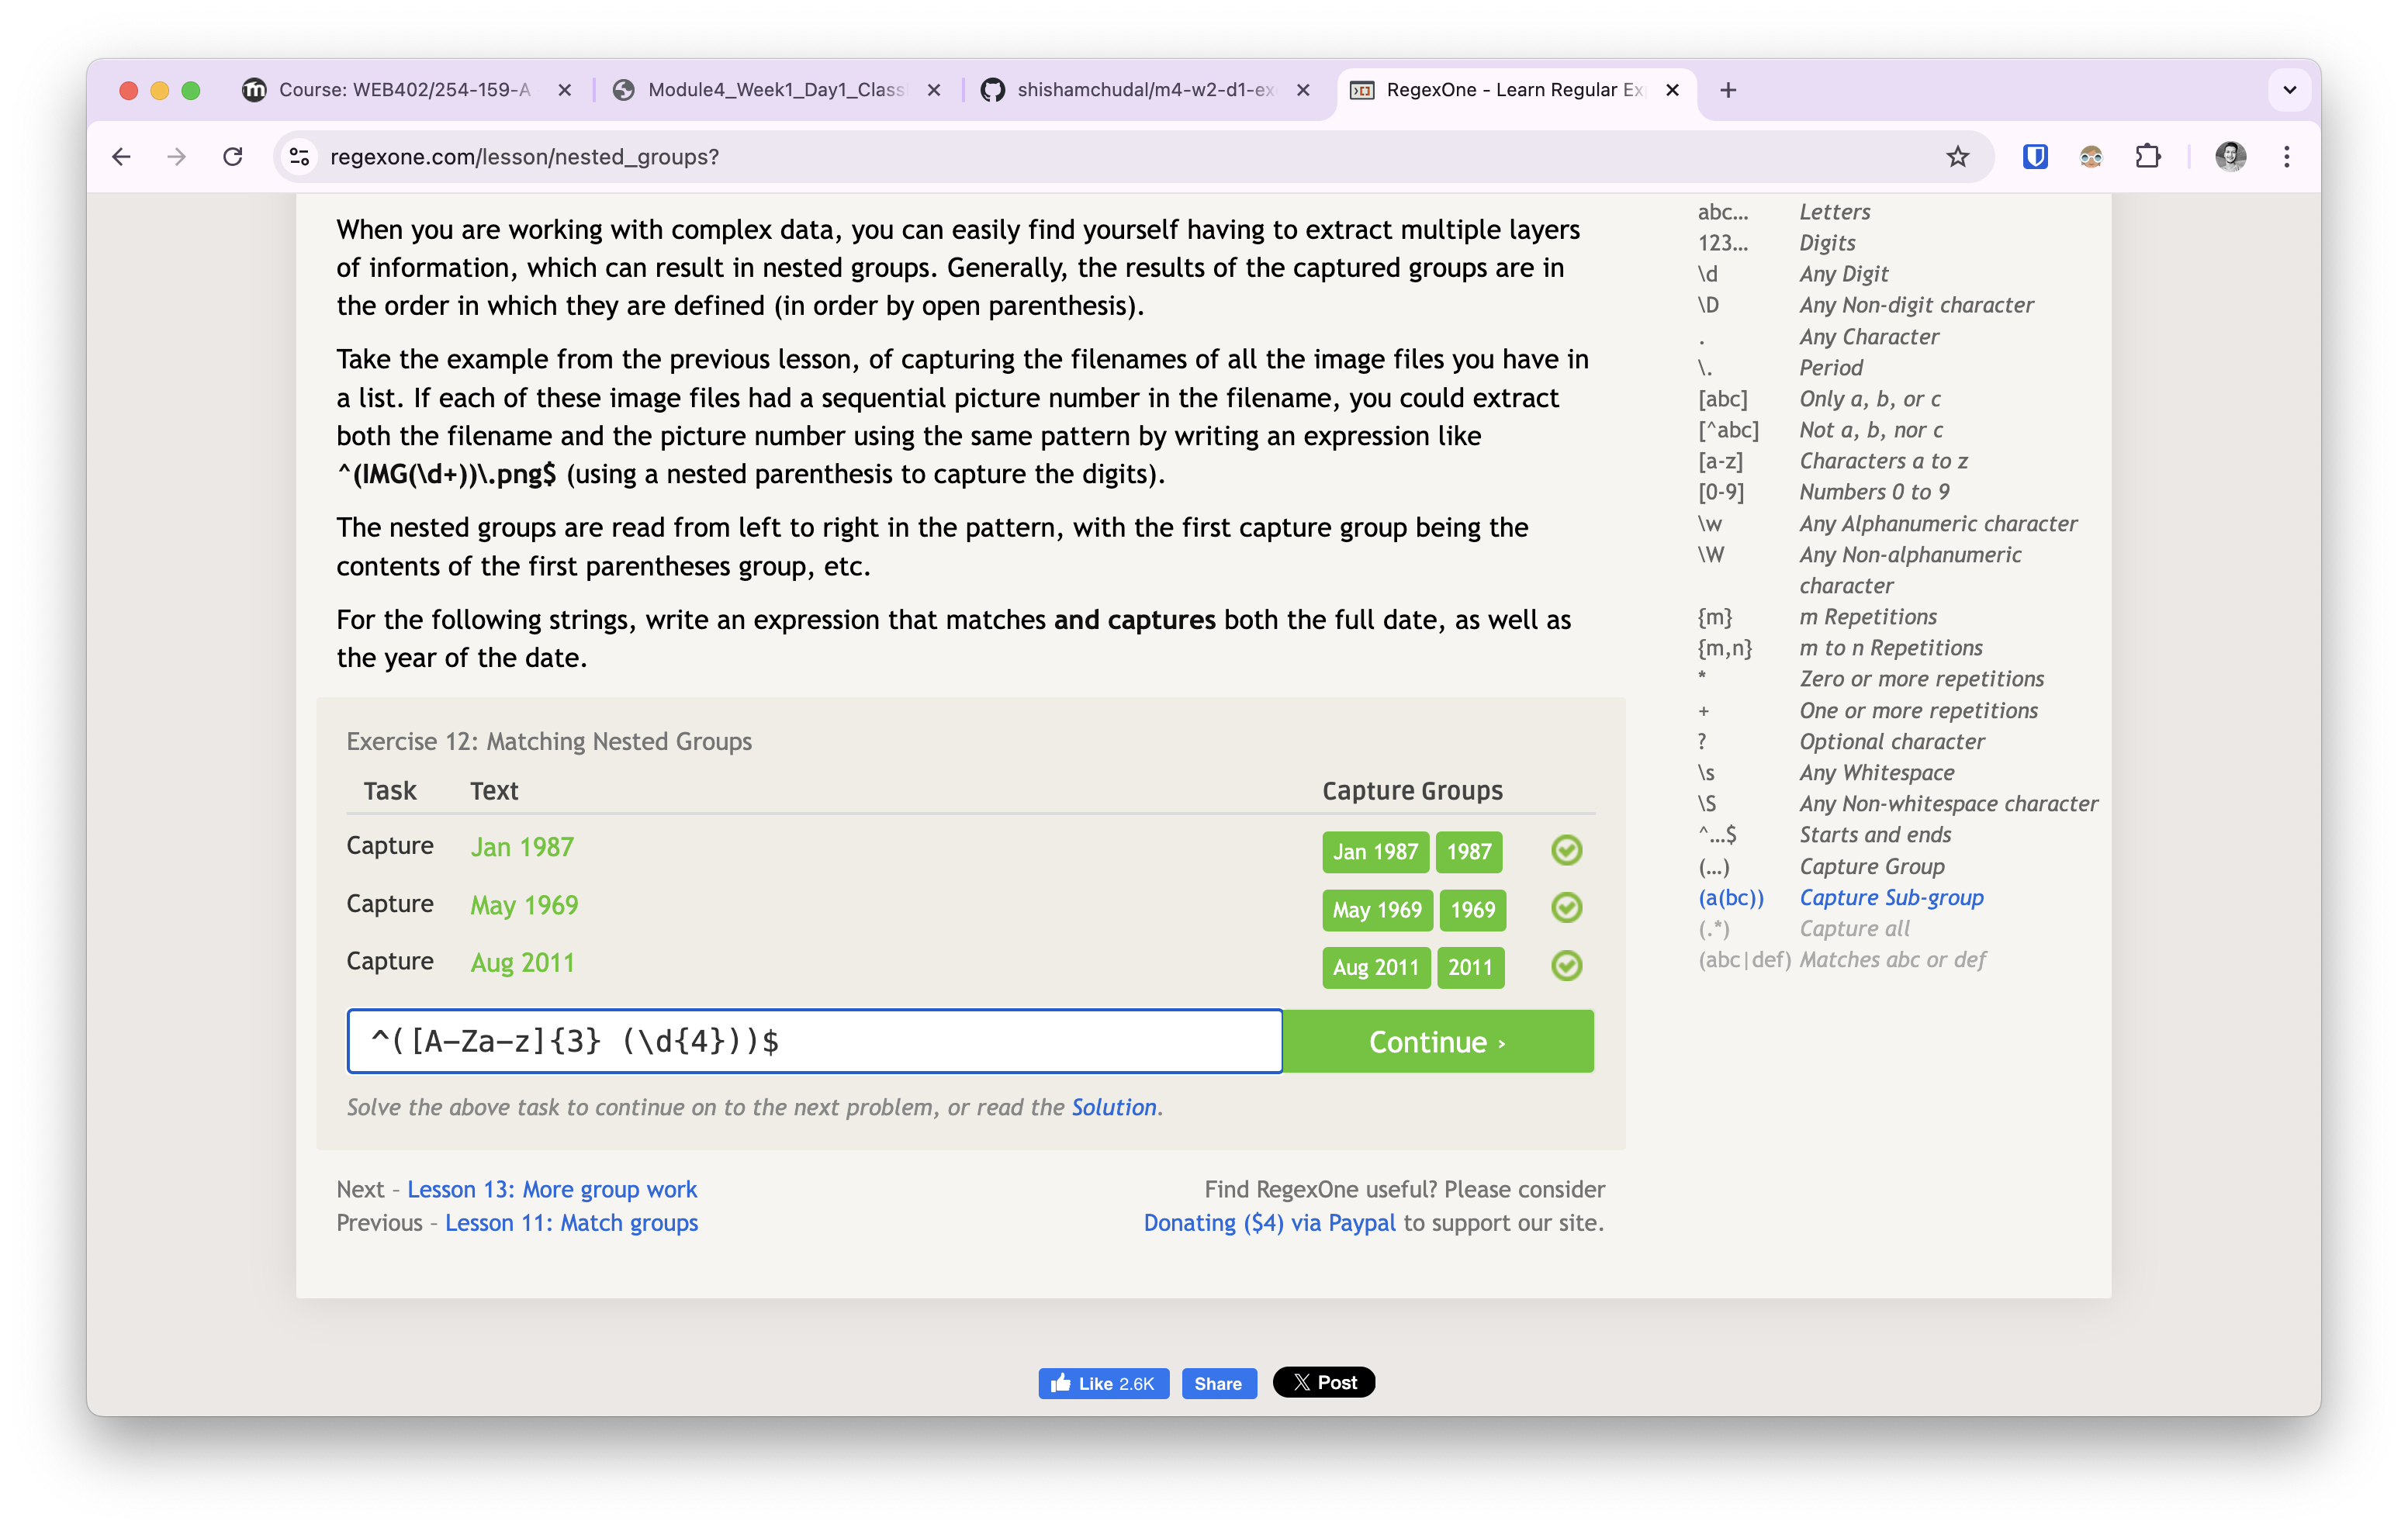 Course: WEB402/254-159-A
Module4_Week1_Day1_Class
shishamchudal/m4-w2-d1-ex
RegexOne - Learn Regular Ex
regexone.com/lesson/nested_groups?
When you are working with complex data, you can easily find yourself having to extract multiple layers
of information, which can result in nested groups. Generally, the results of the captured groups are in
the order in which they are defined (in order by open parenthesis).
Take the example from the previous lesson, of capturing the filenames of all the image files you have in
a list. If each of these image files had a sequential picture number in the filename, you could extract
both the filename and the picture number using the same pattern by writing an expression like
^(IMG(\d+))\.png$ (using a nested parenthesis to capture the digits).
The nested groups are read from left to right in the pattern, with the first capture group being the
contents of the first parentheses group, etc.
For the following strings, write an expression that matches and captures both the full date, as well as
the year of the date.
Exercise 12: Matching Nested Groups
Task Text Capture Groups
Capture Jan 1987 Jan 1987 1987
Capture May 1969 May 1969 1969
Capture Aug 2011 Aug 2011 2011
^([A-Za-z]{3} (\d{4}))$ Continue ›
Solve the above task to continue on to the next problem, or read the Solution.
Next – Lesson 13: More group work
Previous – Lesson 11: Match groups
Find RegexOne useful? Please consider
Donating ($4) via Paypal to support our site.
abc… Letters
123… Digits
\d Any Digit
\D Any Non-digit character
. Any Character
\. Period
[abc] Only a, b, or c
[^abc] Not a, b, nor c
[a-z] Characters a to z
[0-9] Numbers 0 to 9
\w Any Alphanumeric character
\W Any Non-alphanumeric
character
{m} m Repetitions
{m,n} m to n Repetitions
* Zero or more repetitions
+ One or more repetitions
? Optional character
\s Any Whitespace
\S Any Non-whitespace character
^…$ Starts and ends
(…) Capture Group
(a(bc)) Capture Sub-group
(.*) Capture all
(abc|def) Matches abc or def
Like 2.6K Share X Post